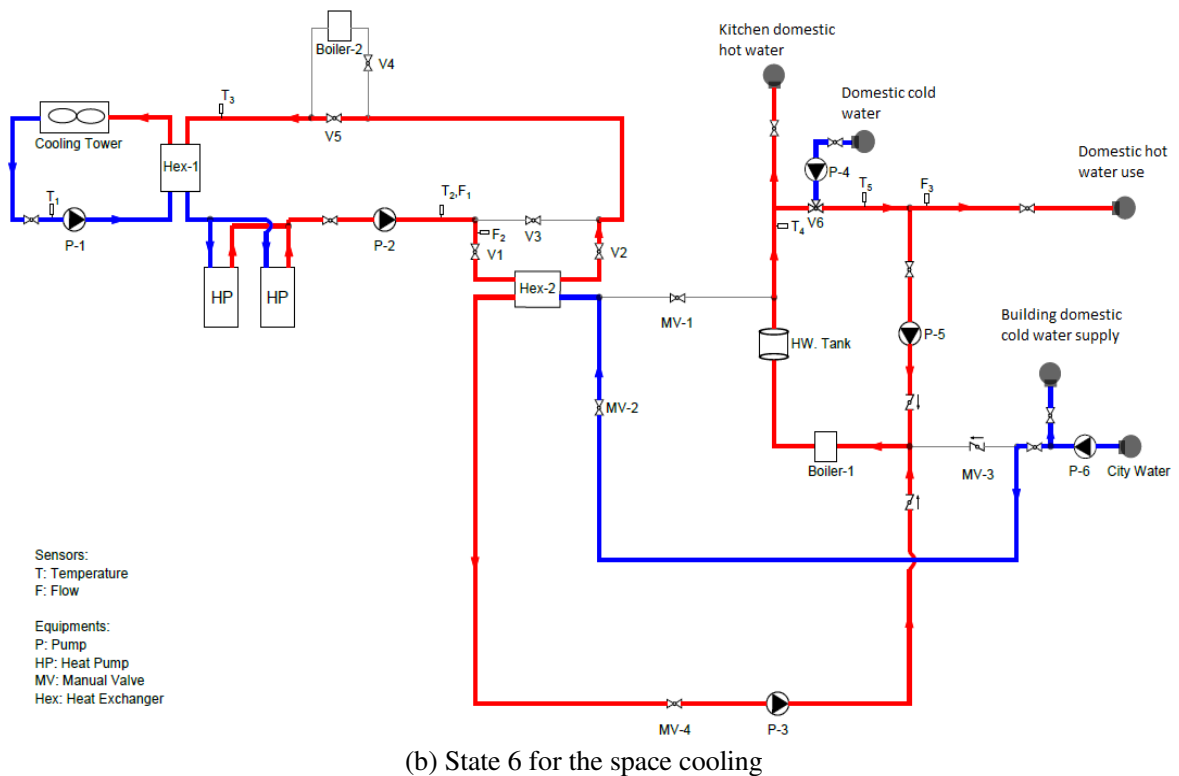 Kitchen domestic
hot water
Boiler-2
V4
Domestic cold
water
T3
V5
Cooling Tower
Hex-1
P-4
Domestic hot
water use
T1
P-1
T2,F1
P-2
V3
T5
F3
V6
F2
V1
V2
T4
HP
HP
Hex-2
MV-1
HW. Tank
P-5
Building domestic
cold water supply
MV-2
Boiler-1
MV-3
P-6
City Water
Sensors:
T: Temperature
F: Flow
Equipments:
P: Pump
HP: Heat Pump
MV: Manual Valve
Hex: Heat Exchanger
MV-4
P-3
(b) State 6 for the space cooling